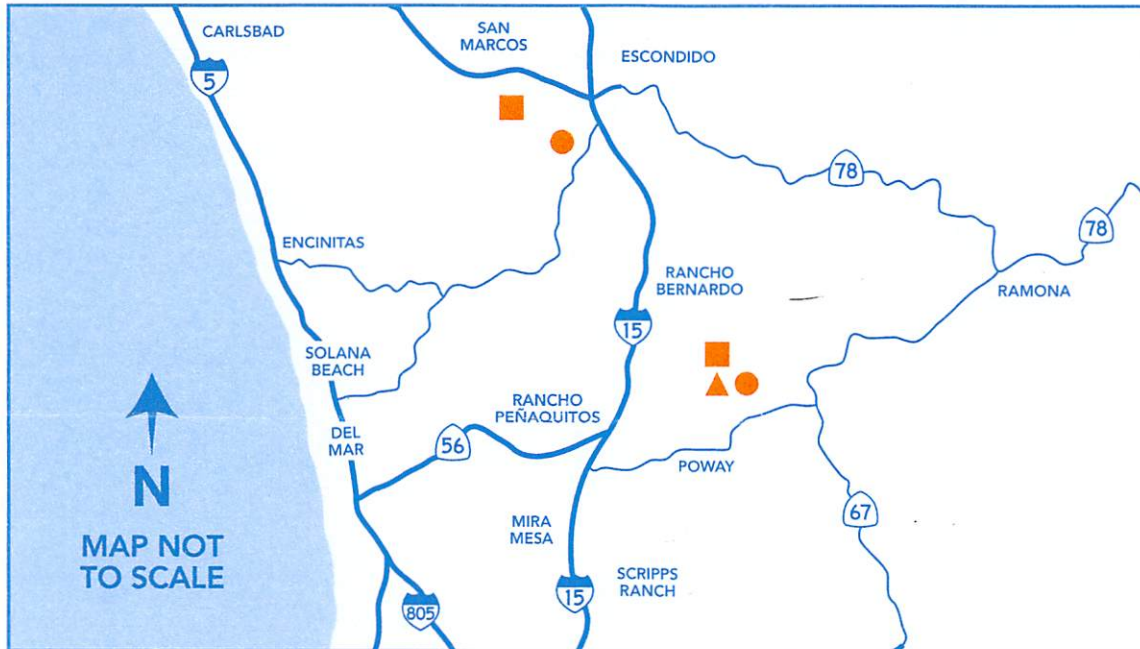 CARLSBAD
SAN
MARCOS
ESCONDIDO
5
78
78
ENCINITAS
RANCHO
BERNARDO
RAMONA
15
SOLANA
BEACH
RANCHO
PEÑAQUITOS
DEL
MAR
56
POWAY
N
MAP NOT
TO SCALE
MIRA
MESA
67
SCRIPPS
RANCH
15
805